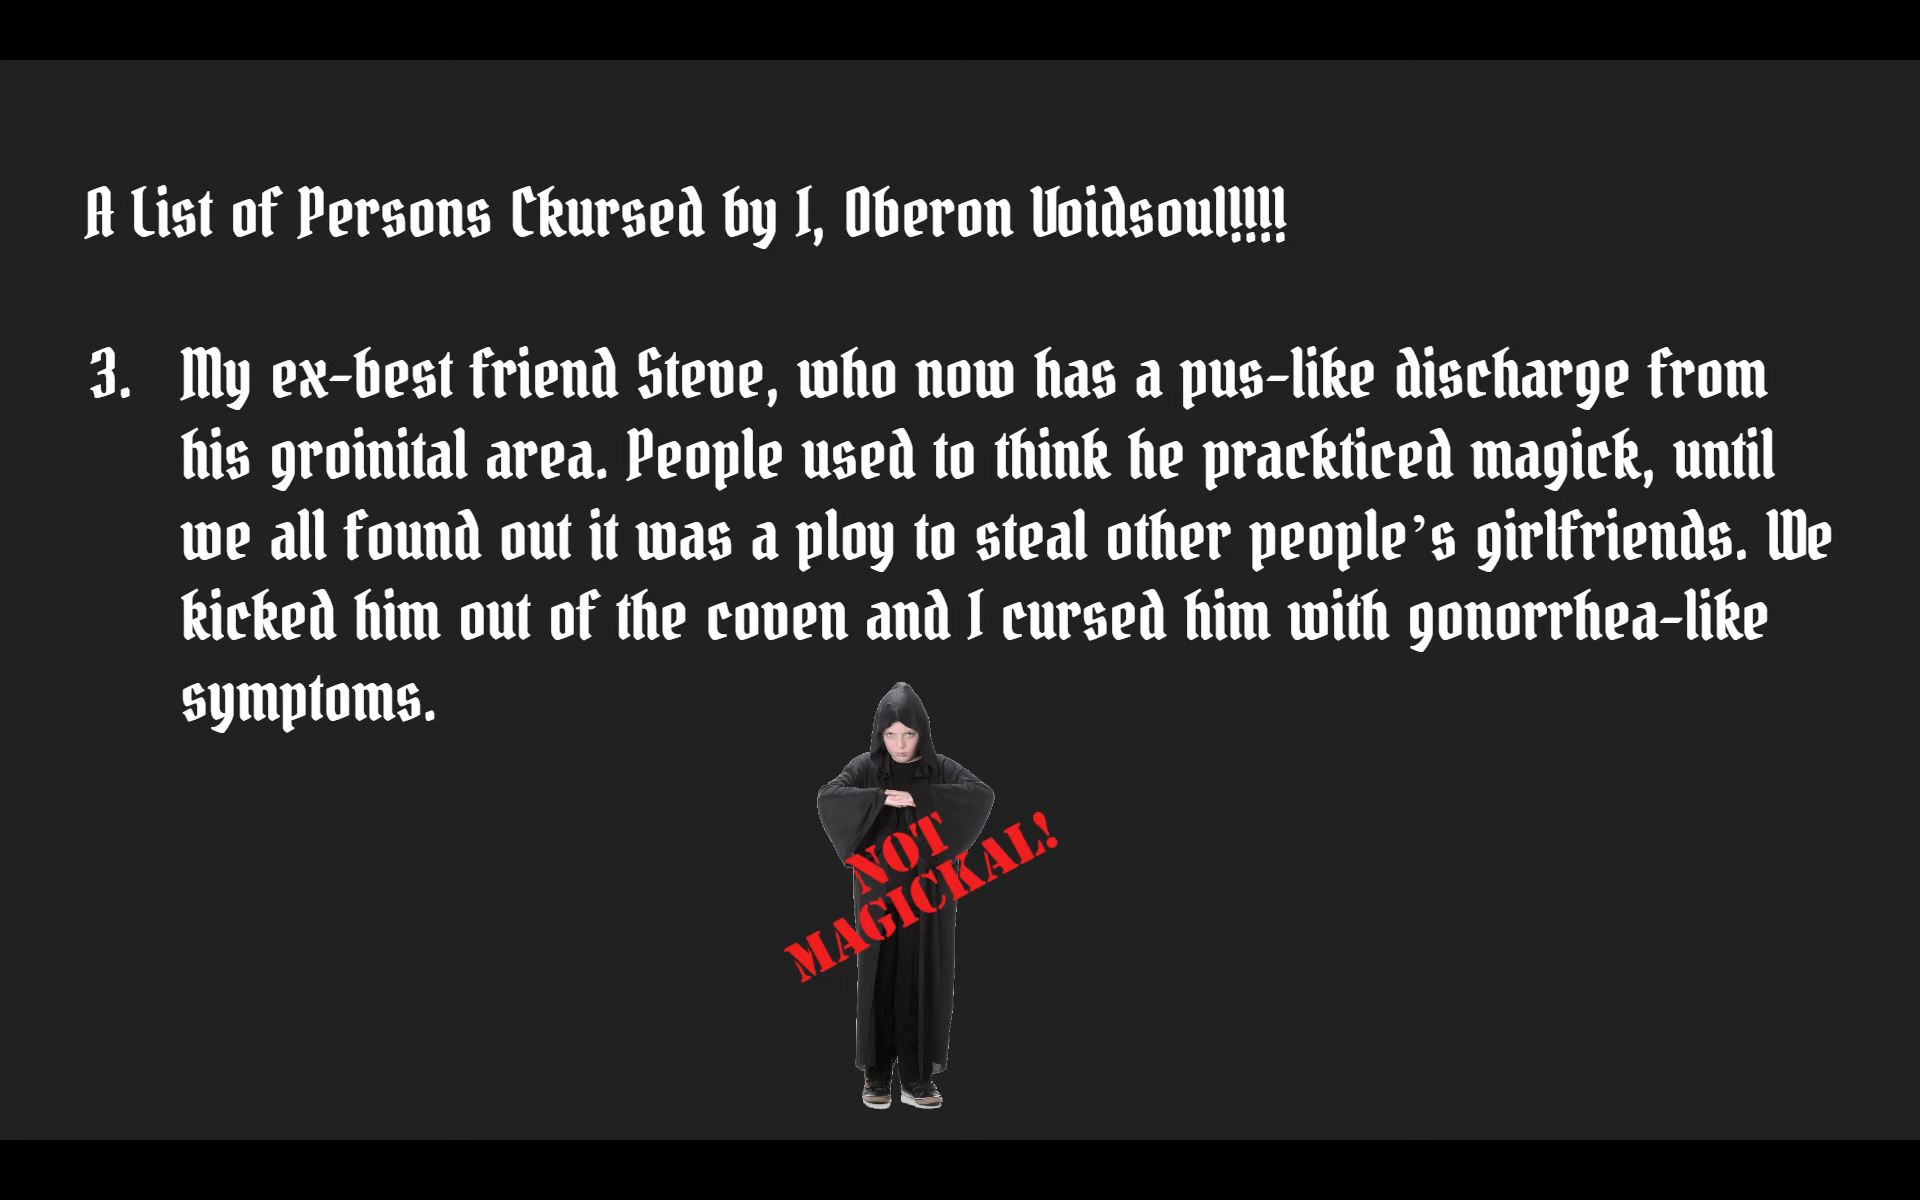 A List of Persons Ckursed by I, Oberon Voidsoul!!!!!
3. My ex-best friend Steve, who now has a pus-like discharge from
his groinital area. People used to think he prackticed magick, until
we all found out it was a ploy to steal other people’s girlfriends. We
kicked him out of the coven and I cursed him with gonorrhea-like
symptoms.
NOT
MAGICKAL!